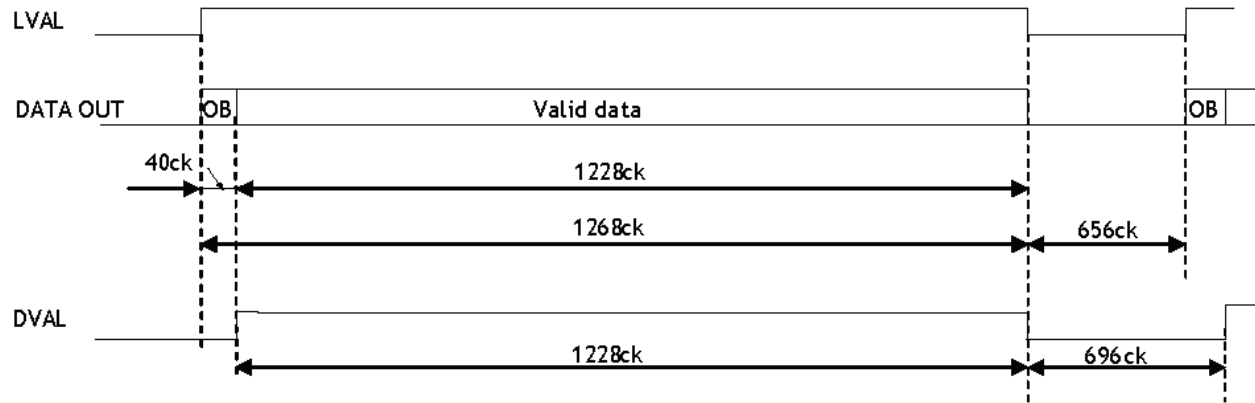 LVAL
DATA OUT OB Valid data OB
40ck 1228ck
1268ck 656ck
DVAL
1228ck 696ck